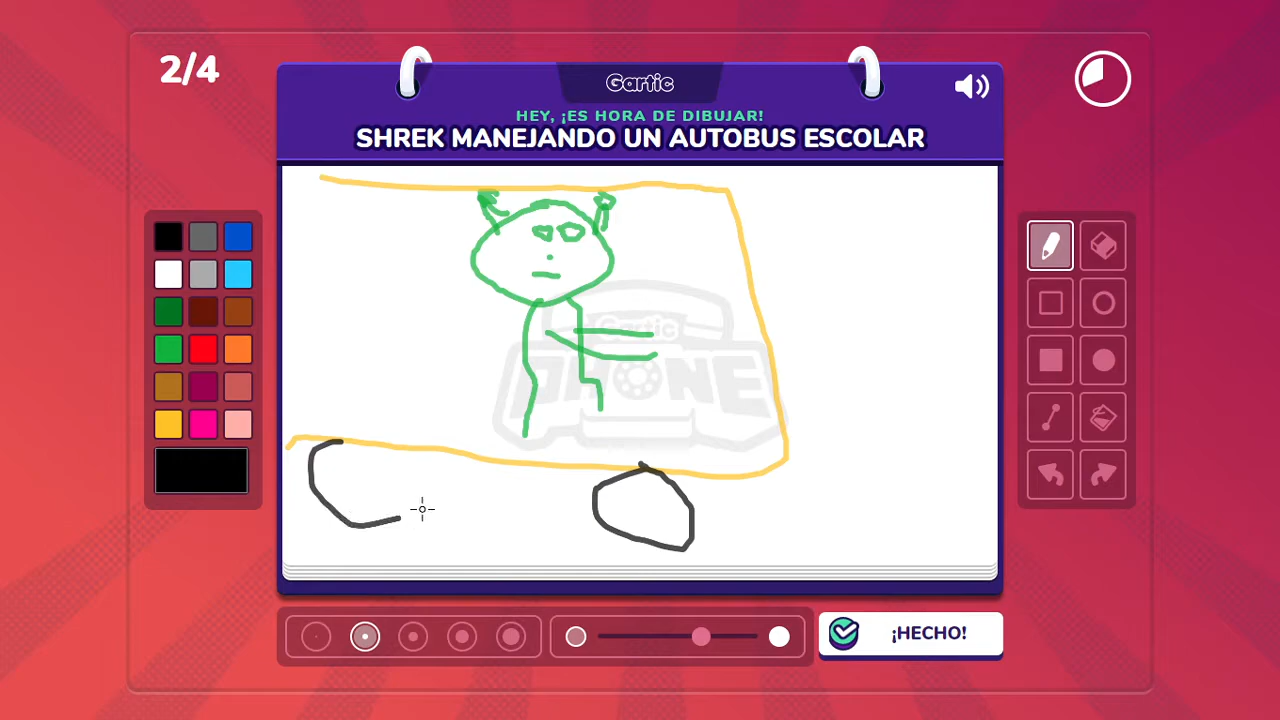 2/4
Gartic
HEY, ¡ES HORA DE DIBUJAR!
SHREK MANEJANDO UN AUTOBUS ESCOLAR
Gartic
PHONE
¡HECHO!